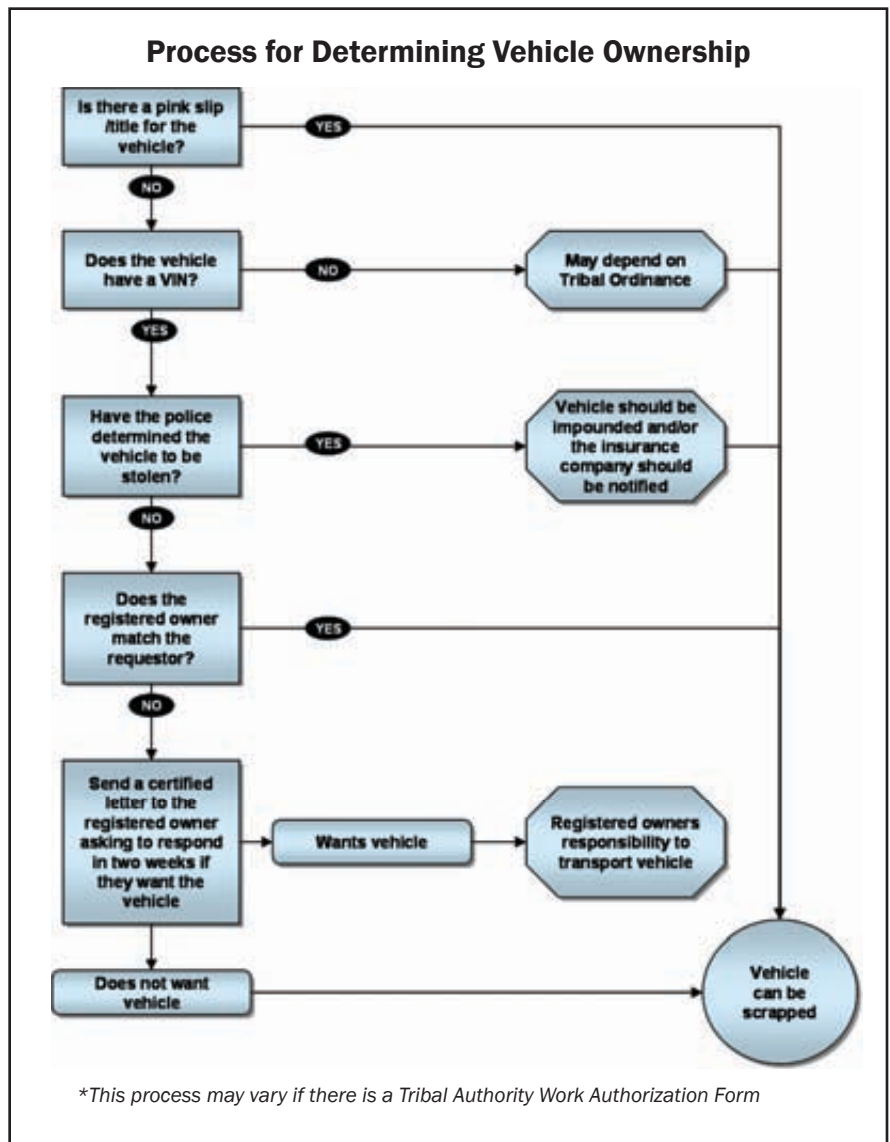 Process for Determining Vehicle Ownership
Is there a pink slip
/title for the
vehicle?
YES
NO
Does the vehicle
have a VIN?
NO
May depend on
Tribal Ordinance
YES
Have the police
determined the
vehicle to be
stolen?
YES
Vehicle should be
impounded and/or
the insurance
company should
be notified
NO
Does the
registered owner
match the
requestor?
YES
NO
Send a certified
letter to the
registered owner
asking to respond
in two weeks if
they want the
vehicle
Wants vehicle
Registered owners
responsibility to
transport vehicle
Does not want
vehicle
Vehicle
can be
scrapped
*This process may vary if there is a Tribal Authority Work Authorization Form